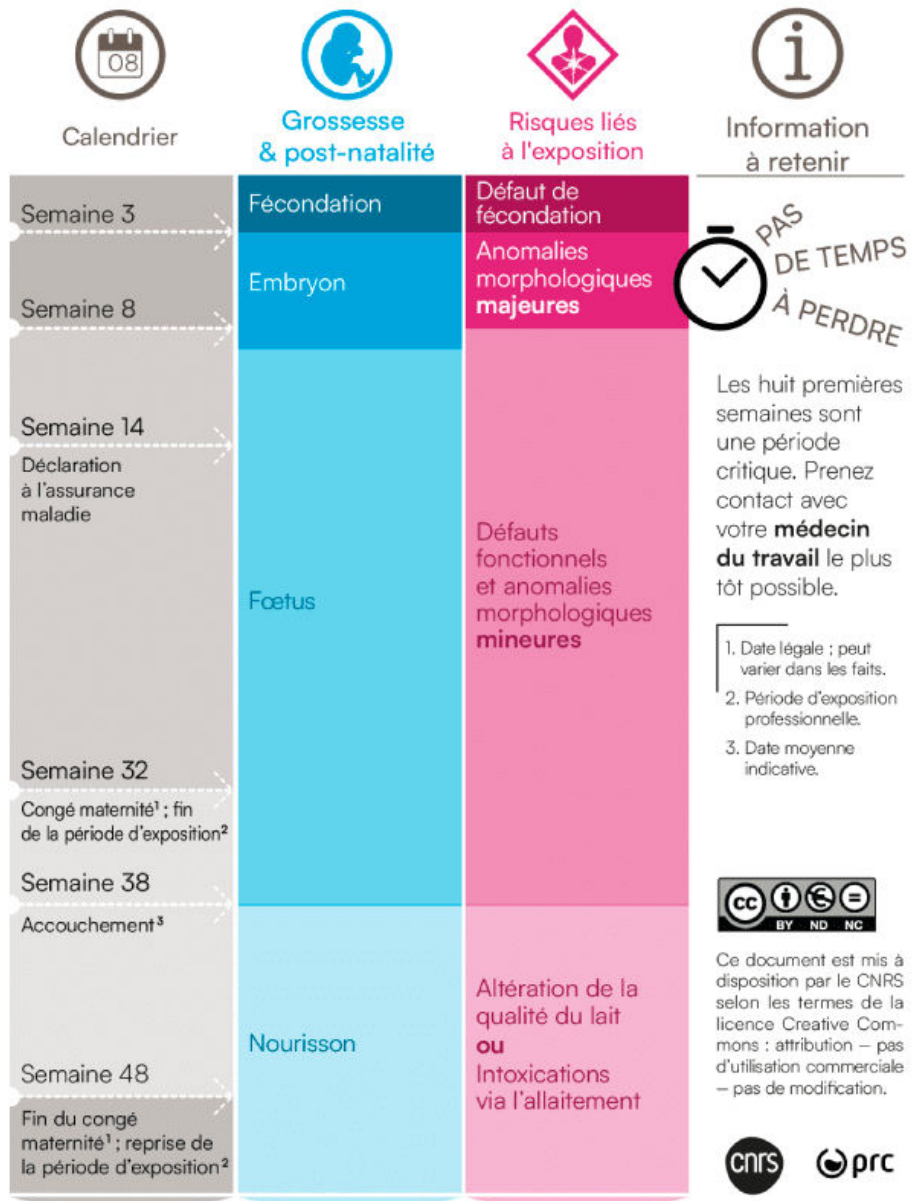 08
Calendrier
Grossesse
& post-natalité
Risques liés
à l'exposition
Information
à retenir
Semaine 3
Semaine 8
Semaine 14
Déclaration
à l'assurance
maladie
Semaine 32
Congé maternité¹ ; fin
de la période d'exposition²
Semaine 38
Accouchement³
Semaine 48
Fin du congé
maternité¹ ; reprise de
la période d'exposition²
Fécondation
Embryon
Fœtus
Nourisson
Défaut de
fécondation
Anomalies
morphologiques
majeures
Défauts
fonctionnels
et anomalies
morphologiques
mineures
Altération de la
qualité du lait
ou
Intoxications
via l'allaitement
PAS
DE TEMPS
À PERDRE
Les huit premières
semaines sont
une période
critique. Prenez
contact avec
votre médecin
du travail le plus
tôt possible.
1. Date légale ; peut
varier dans les faits.
2. Période d'exposition
professionnelle.
3. Date moyenne
indicative.
cc
BY ND NC
Ce document est mis à
disposition par le CNRS
selon les termes de la
licence Creative Com-
mons : attribution – pas
d'utilisation commerciale
– pas de modification.
cnrs
prc